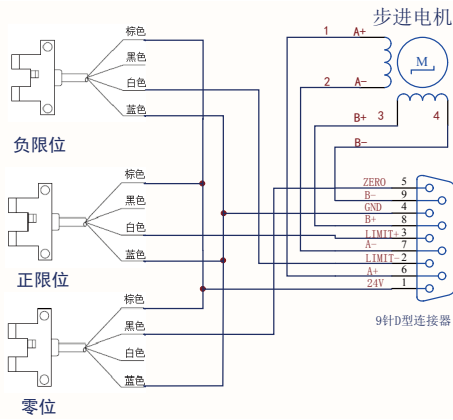 步进电机
1 A+
M
2 A-
B+ 3 4
B-
棕色
黑色
白色
蓝色
负限位
棕色
黑色
白色
蓝色
正限位
棕色
黑色
白色
蓝色
零位
ZERO 5
B- 9
GND 4
B+ 8
LIMIT+ 3
A- 7
LIMIT- 2
A+ 6
24V 1
9针D型连接器